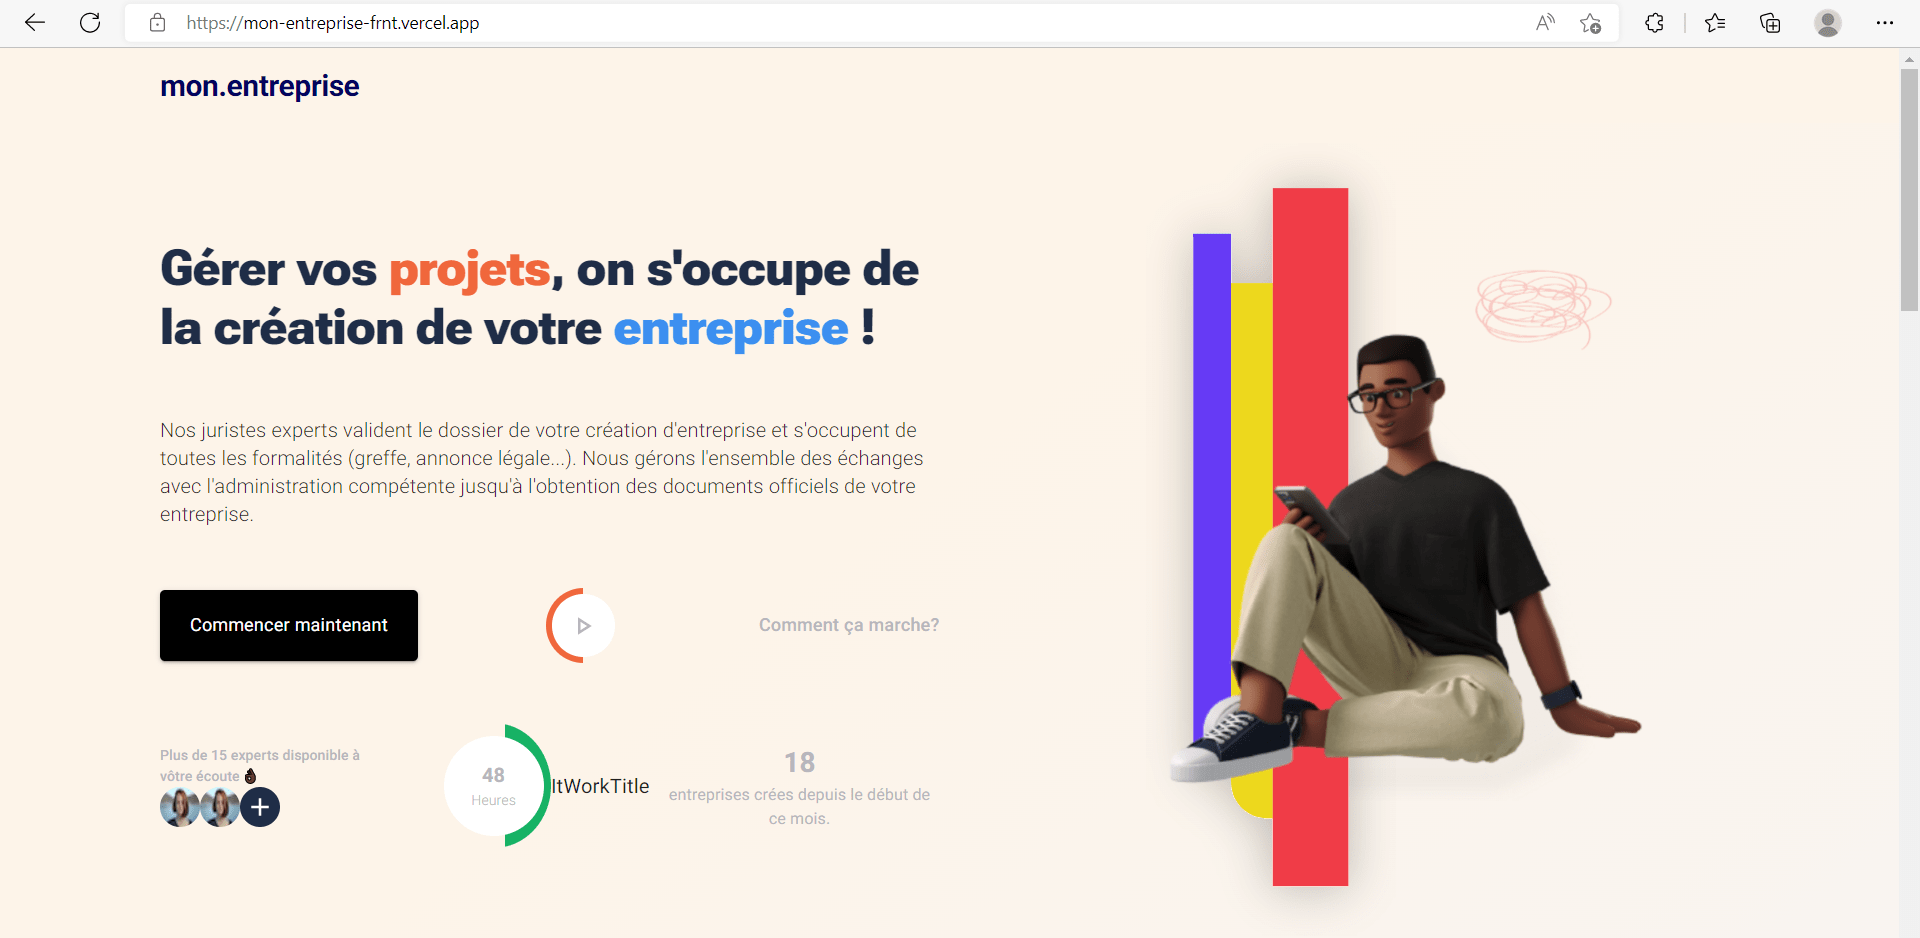 https://mon-entreprise-frnt.vercel.app
mon.entreprise
Gérer vos projets, on s'occupe de
la création de votre entreprise !
Nos juristes experts valident le dossier de votre création d'entreprise et s'occupent de
toutes les formalités (greffe, annonce légale...). Nous gérons l'ensemble des échanges
avec l'administration compétente jusqu'à l'obtention des documents officiels de votre
entreprise.
Commencer maintenant
Comment ça marche?
Plus de 15 experts disponible à
vôtre écoute 👌🏿
48
Heures
ItWorkTitle
18
entreprises crées depuis le début de
ce mois.